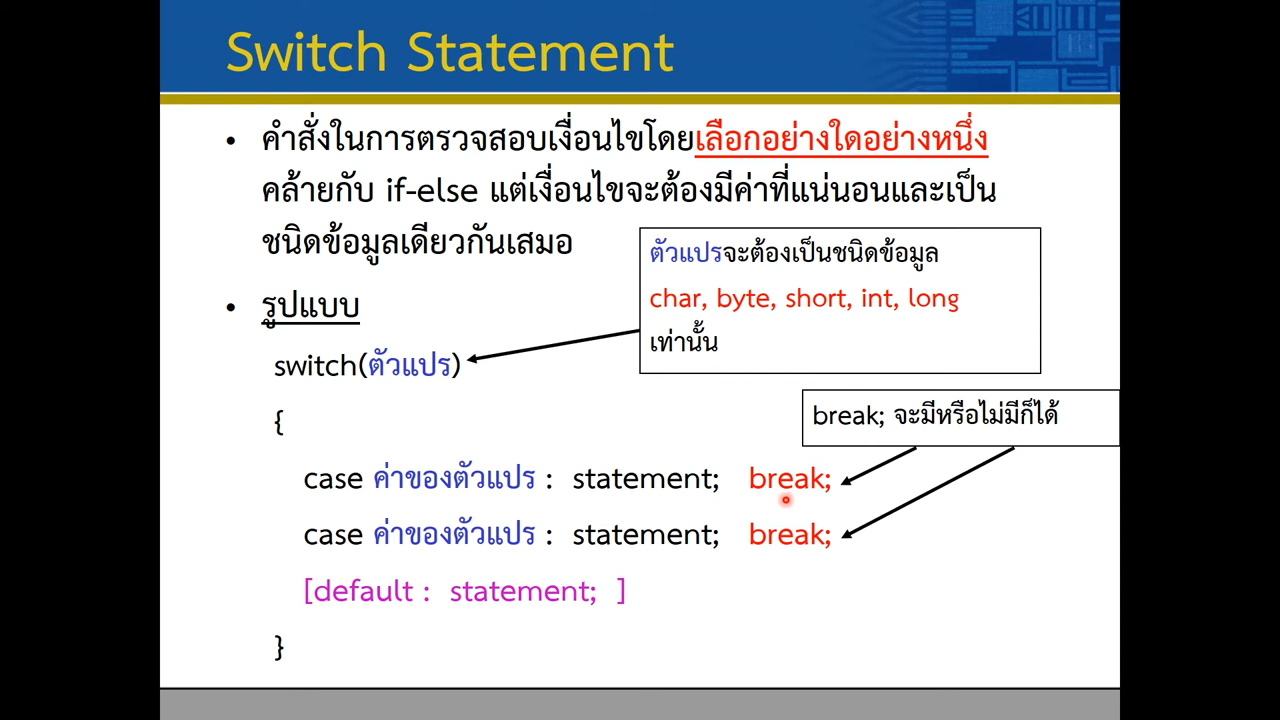 Switch Statement
• คำสั่งในการตรวจสอบเงื่อนไขโดยเลือกอย่างใดอย่างหนึ่ง
คล้ายกับ if-else แต่เงื่อนไขจะต้องมีค่าที่แน่นอนและเป็น
ชนิดข้อมูลเดียวกันเสมอ
ตัวแปรจะต้องเป็นชนิดข้อมูล
char, byte, short, int, long
เท่านั้น
• รูปแบบ
switch(ตัวแปร)
{
break; จะมีหรือไม่มีก็ได้
case ค่าของตัวแปร : statement; break;
case ค่าของตัวแปร : statement; break;
[default : statement; ]
}